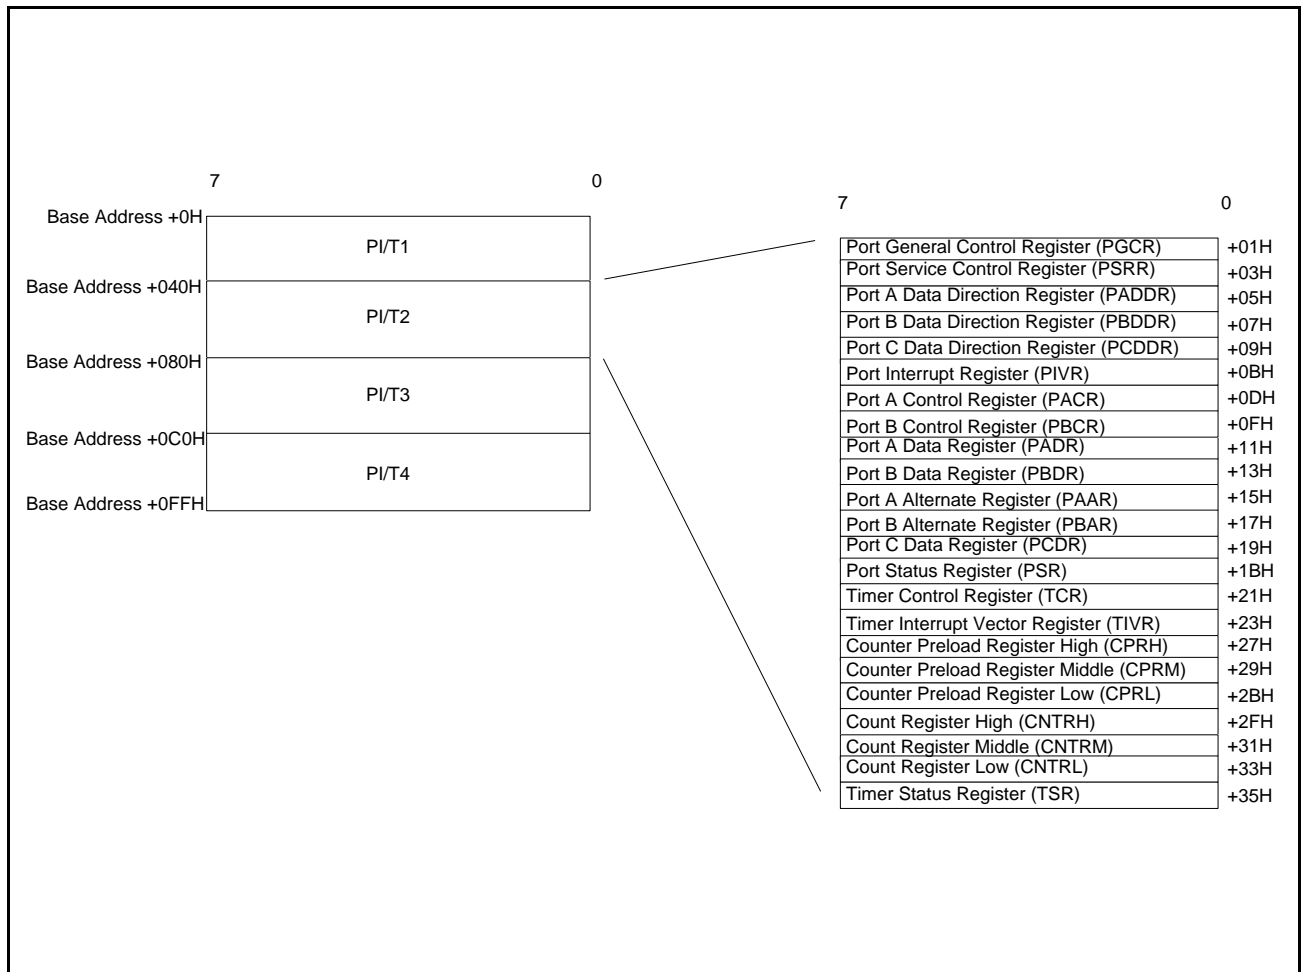 7 0
Base Address +0H
PI/T1
Base Address +040H
PI/T2
Base Address +080H
PI/T3
Base Address +0C0H
PI/T4
Base Address +0FFH
7 0
Port General Control Register (PGCR) +01H
Port Service Control Register (PSRR) +03H
Port A Data Direction Register (PADDR) +05H
Port B Data Direction Register (PBDDR) +07H
Port C Data Direction Register (PCDDR) +09H
Port Interrupt Register (PIVR) +0BH
Port A Control Register (PACR) +0DH
Port B Control Register (PBCR) +0FH
Port A Data Register (PADR) +11H
Port B Data Register (PBDR) +13H
Port A Alternate Register (PAAR) +15H
Port B Alternate Register (PBAR) +17H
Port C Data Register (PCDR) +19H
Port Status Register (PSR) +1BH
Timer Control Register (TCR) +21H
Timer Interrupt Vector Register (TIVR) +23H
Counter Preload Register High (CPRH) +27H
Counter Preload Register Middle (CPRM) +29H
Counter Preload Register Low (CPRL) +2BH
Count Register High (CNTRH) +2FH
Count Register Middle (CNTRM) +31H
Count Register Low (CNTRL) +33H
Timer Status Register (TSR) +35H